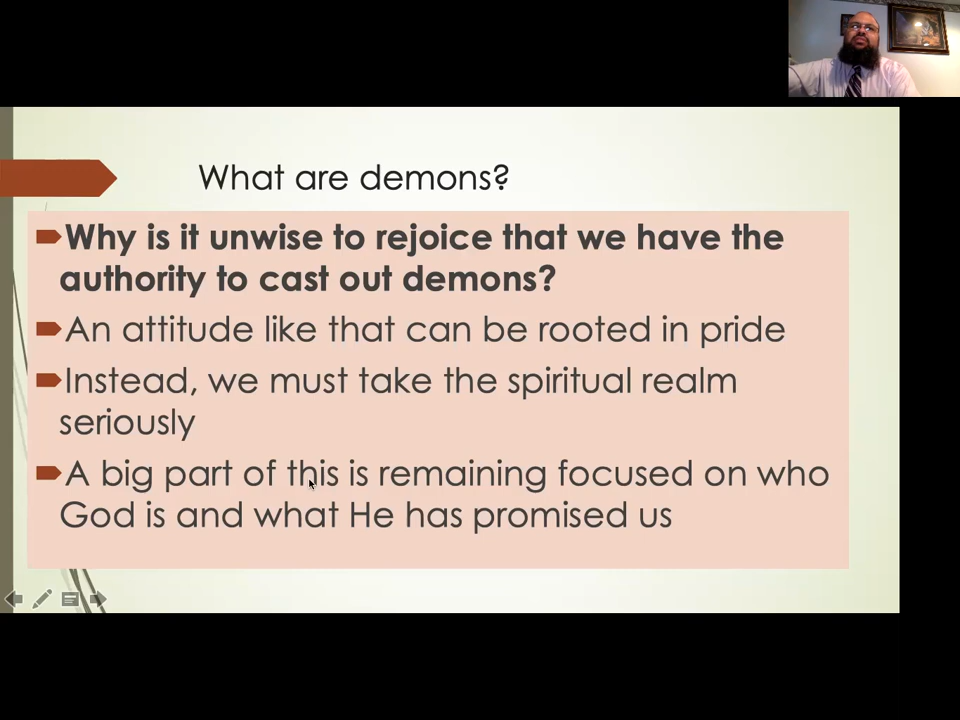 What are demons?
Why is it unwise to rejoice that we have the
authority to cast out demons?
An attitude like that can be rooted in pride
Instead, we must take the spiritual realm
seriously
A big part of this is remaining focused on who
God is and what He has promised us